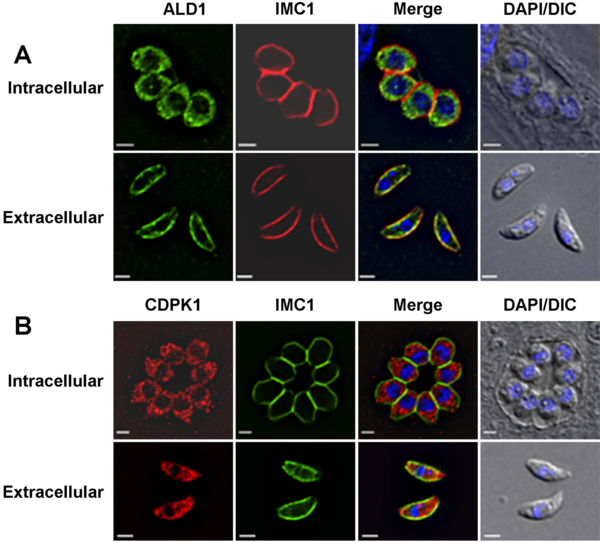 ALD1 IMC1 Merge DAPI/DIC
A
Intracellular
Extracellular
CDPK1 IMC1 Merge DAPI/DIC
B
Intracellular
Extracellular